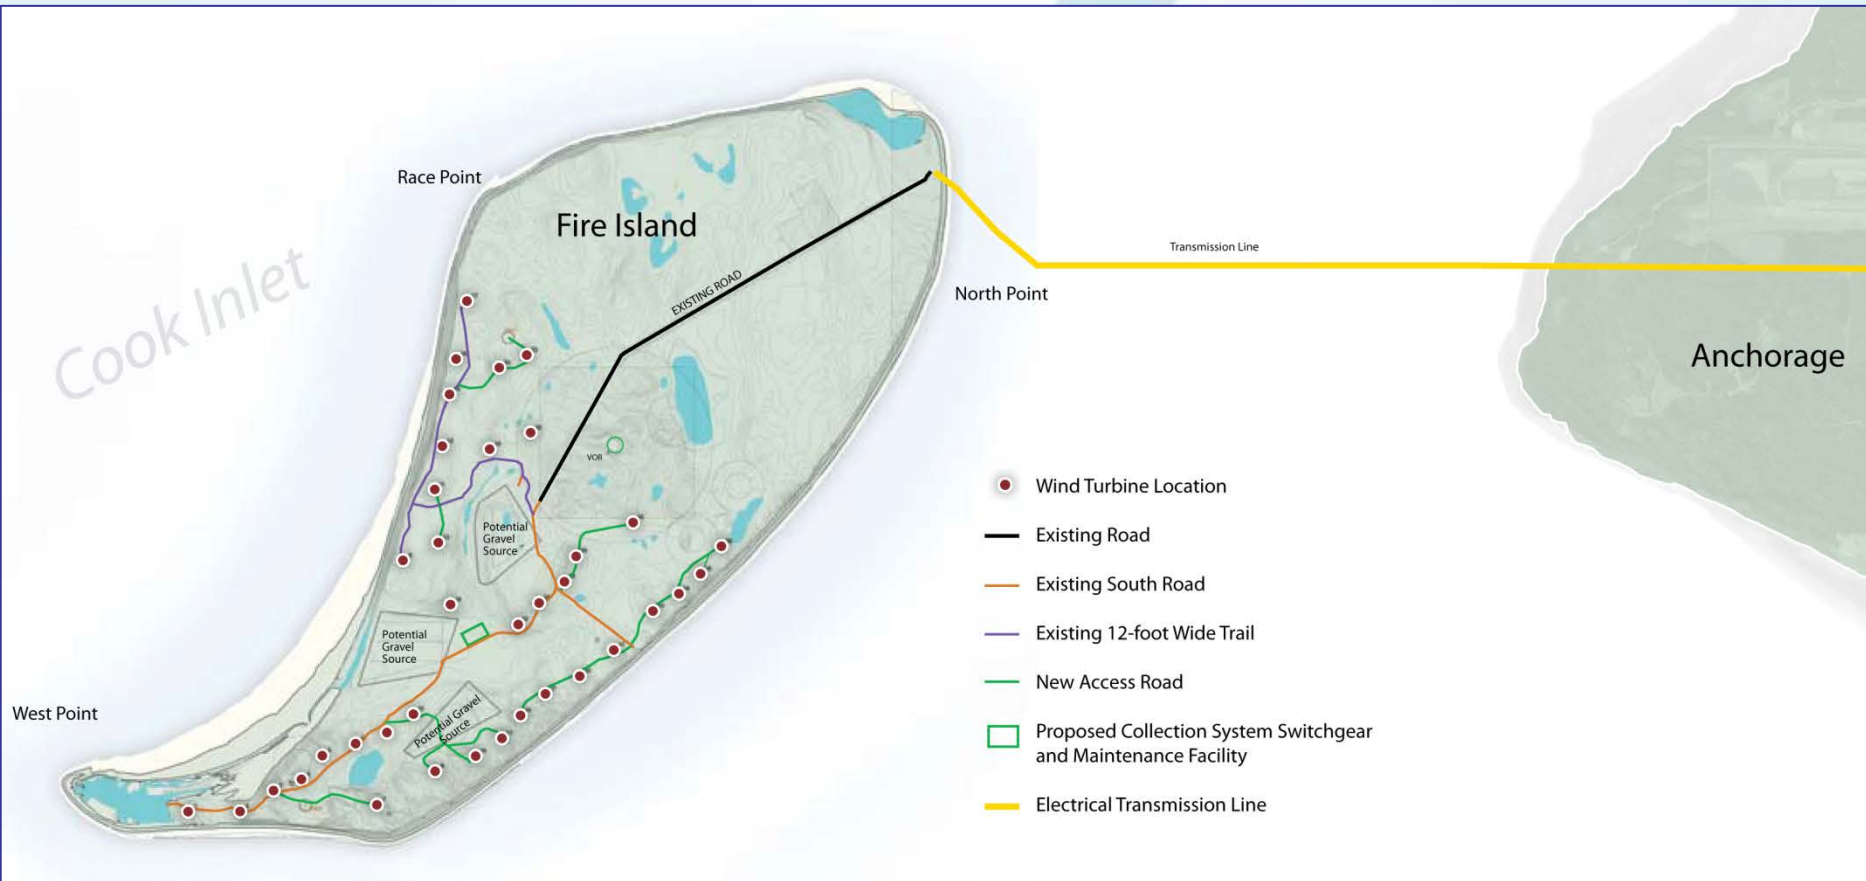 Race Point
Fire Island
Cook Inlet
EXISTING ROAD
Transmission Line
North Point
Anchorage
VOR
Potential
Gravel
Source
Potential
Gravel
Source
Potential Gravel
Source
West Point
Wind Turbine Location
Existing Road
Existing South Road
Existing 12-foot Wide Trail
New Access Road
Proposed Collection System Switchgear
and Maintenance Facility
Electrical Transmission Line